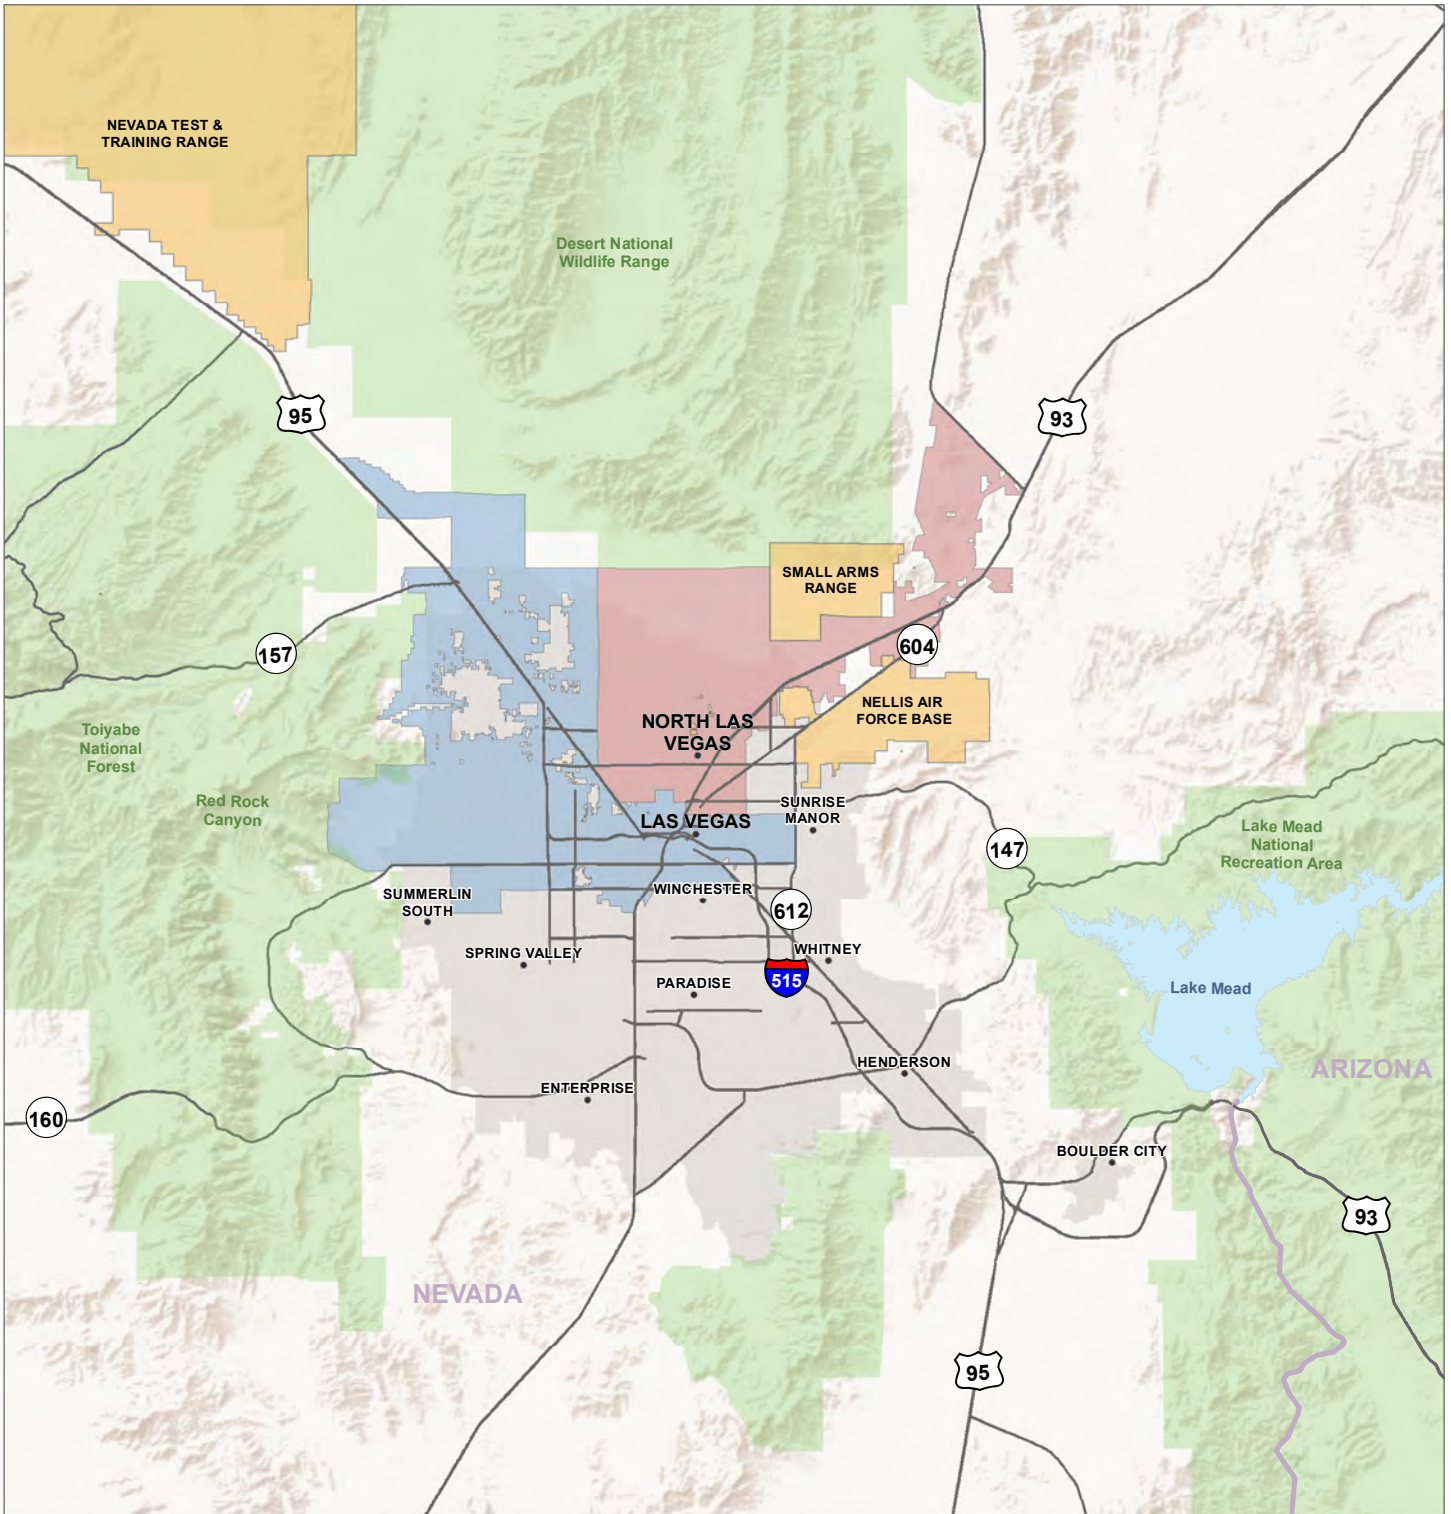 NEVADA TEST &
TRAINING RANGE
Desert National
Wildlife Range
95
93
SMALL ARMS
RANGE
157
604
NELLIS AIR
FORCE BASE
NORTH LAS
VEGAS
Toiyabe
National
Forest
Red Rock
Canyon
SUNRISE
MANOR
LAS VEGAS
Lake Mead
National
Recreation Area
147
SUMMERLIN
SOUTH
WINCHESTER
612
SPRING VALLEY
WHITNEY
PARADISE
515
Lake Mead
HENDERSON
ARIZONA
ENTERPRISE
160
BOULDER CITY
93
NEVADA
95